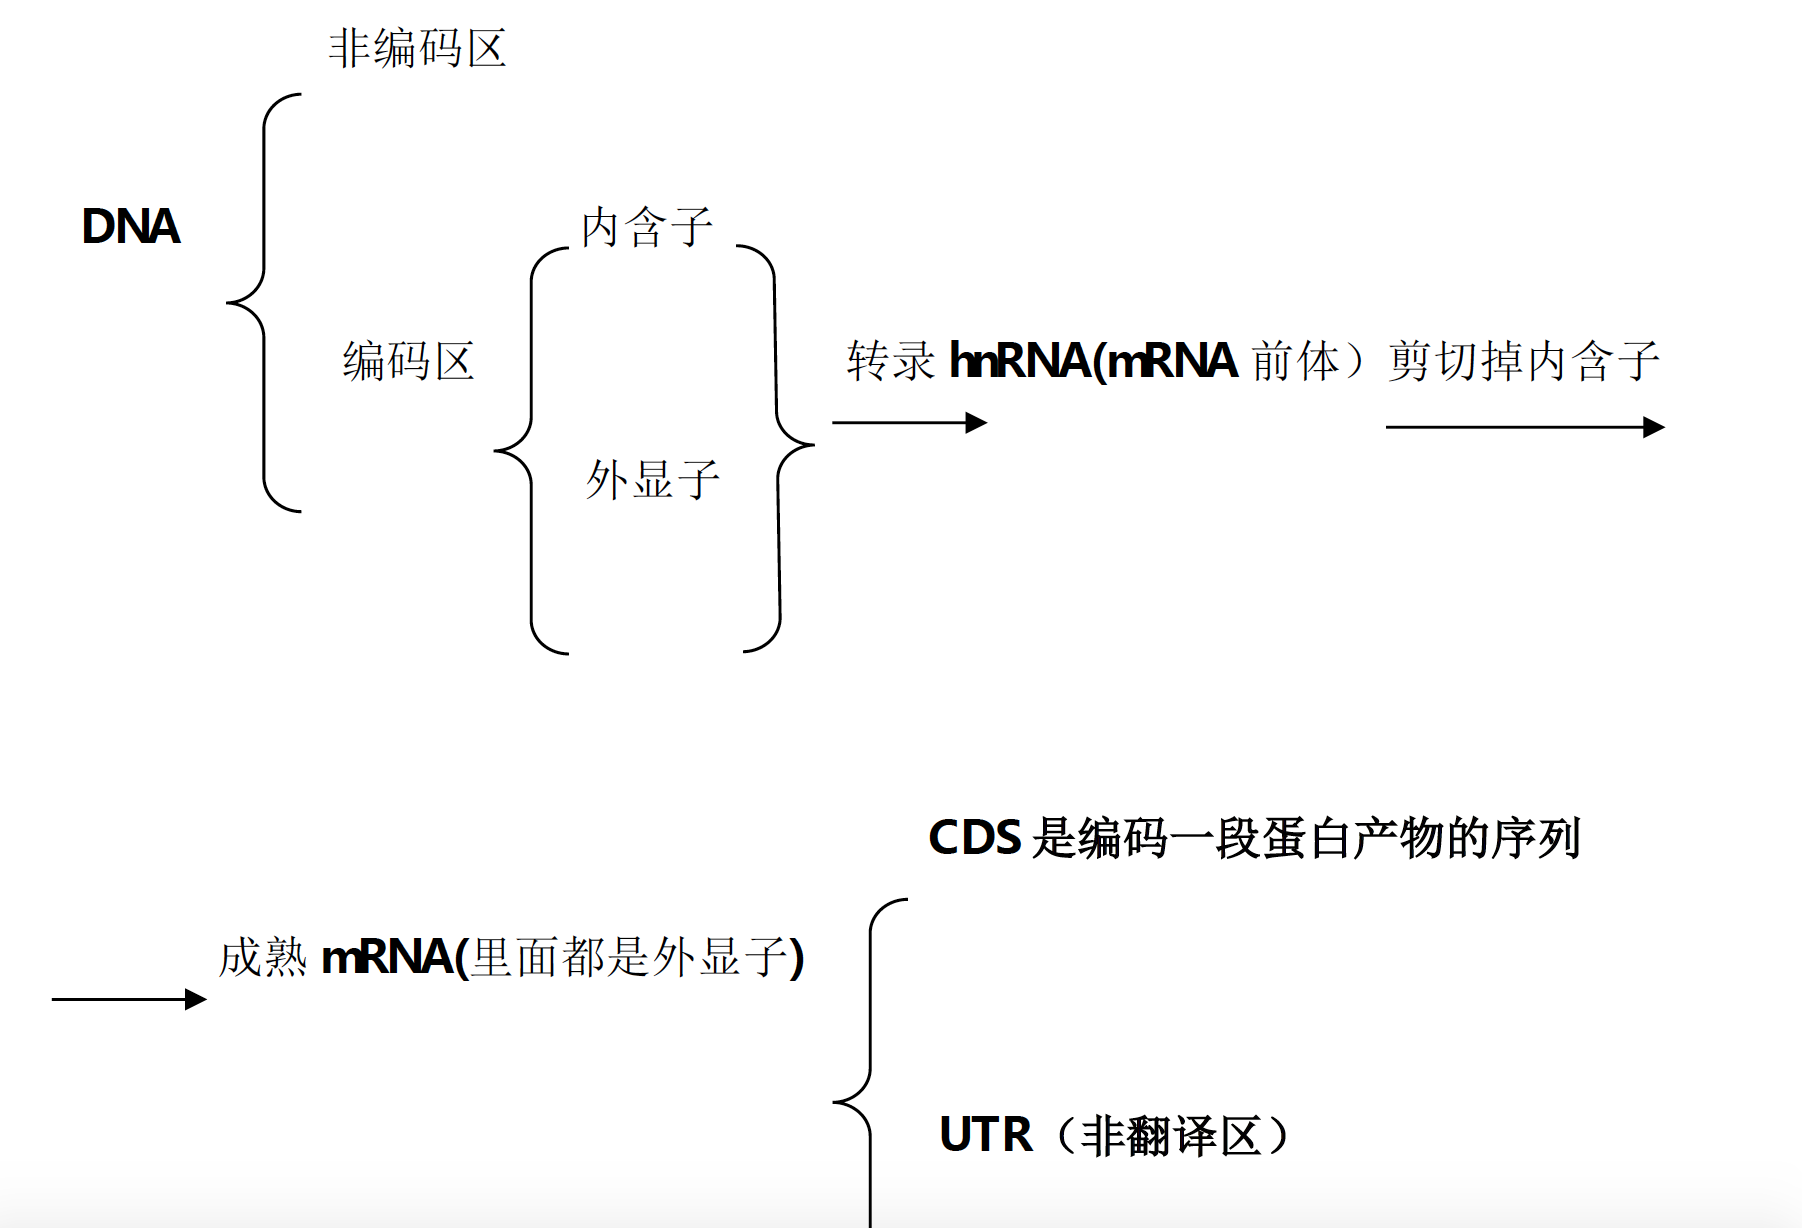 非编码区
DNA
内含子
编码区
转录 hnRNA(mRNA 前体）剪切掉内含子
外显子
CDS 是编码一段蛋白产物的序列
成熟 mRNA(里面都是外显子)
UTR（非翻译区）